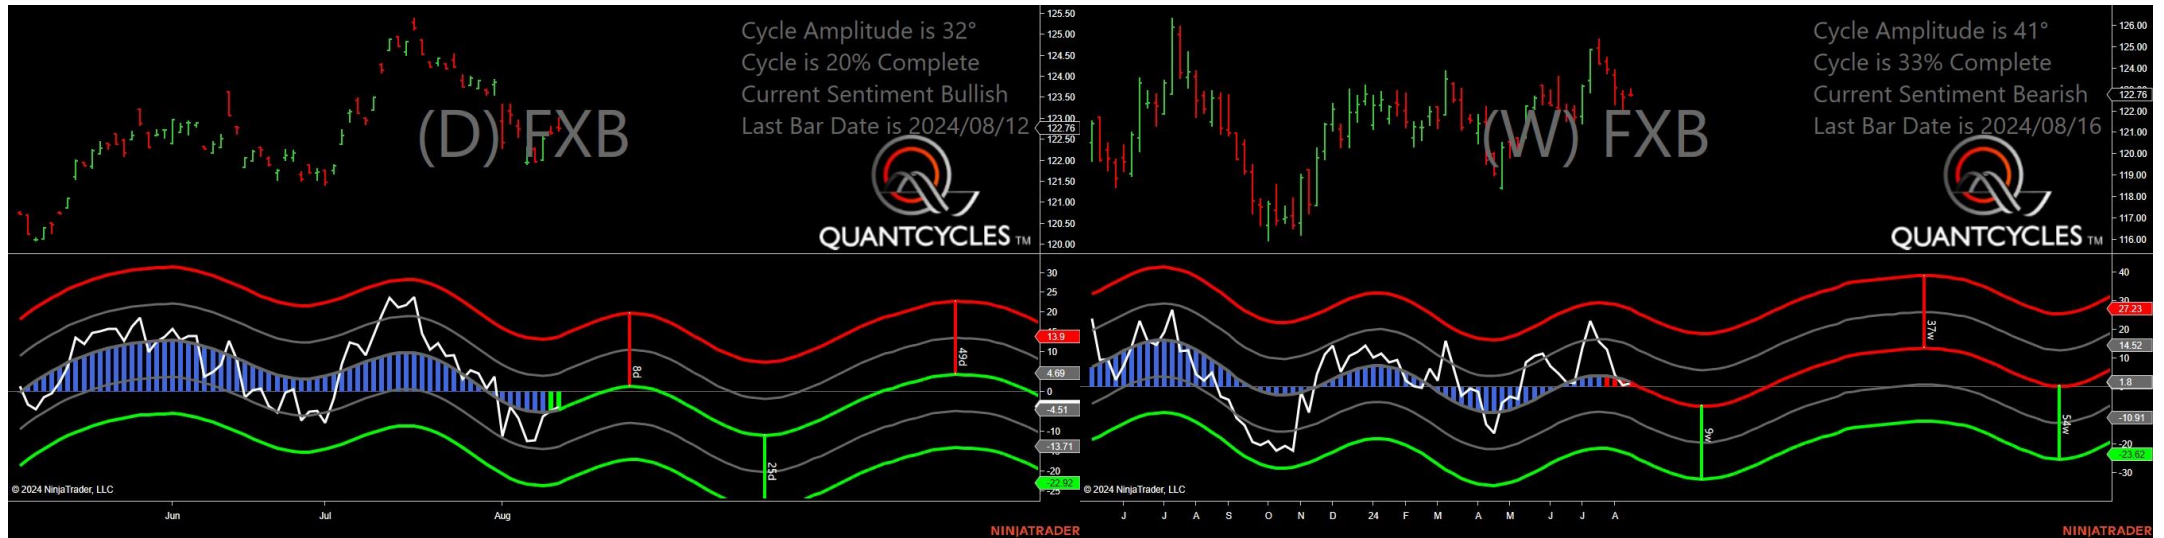 Cycle Amplitude is 32°
Cycle is 20% Complete
Current Sentiment Bullish
Last Bar Date is 2024/08/12
(D) FXB
QUANTCYCLES TM
125.50
125.00
124.50
124.00
123.50
123.00
122.76
122.50
122.00
121.50
121.00
120.50
120.00
30
25
20
13.9
10
4.69
0
-4.51
-10
-13.71
-20
-22.92
-25
8d
25d
49d
© 2024 NinjaTrader, LLC
Jun
Jul
Aug
NINJATRADER
Cycle Amplitude is 41°
Cycle is 33% Complete
Current Sentiment Bearish
Last Bar Date is 2024/08/16
(W) FXB
QUANTCYCLES TM
126.00
125.00
124.00
122.76
122.00
121.00
120.00
119.00
118.00
117.00
116.00
40
30
27.23
20
14.52
10
1.8
-10.91
-20
-23.62
-30
9w
37w
54w
© 2024 NinjaTrader, LLC
J J A S O N D 24 F M A M J J A
NINJATRADER